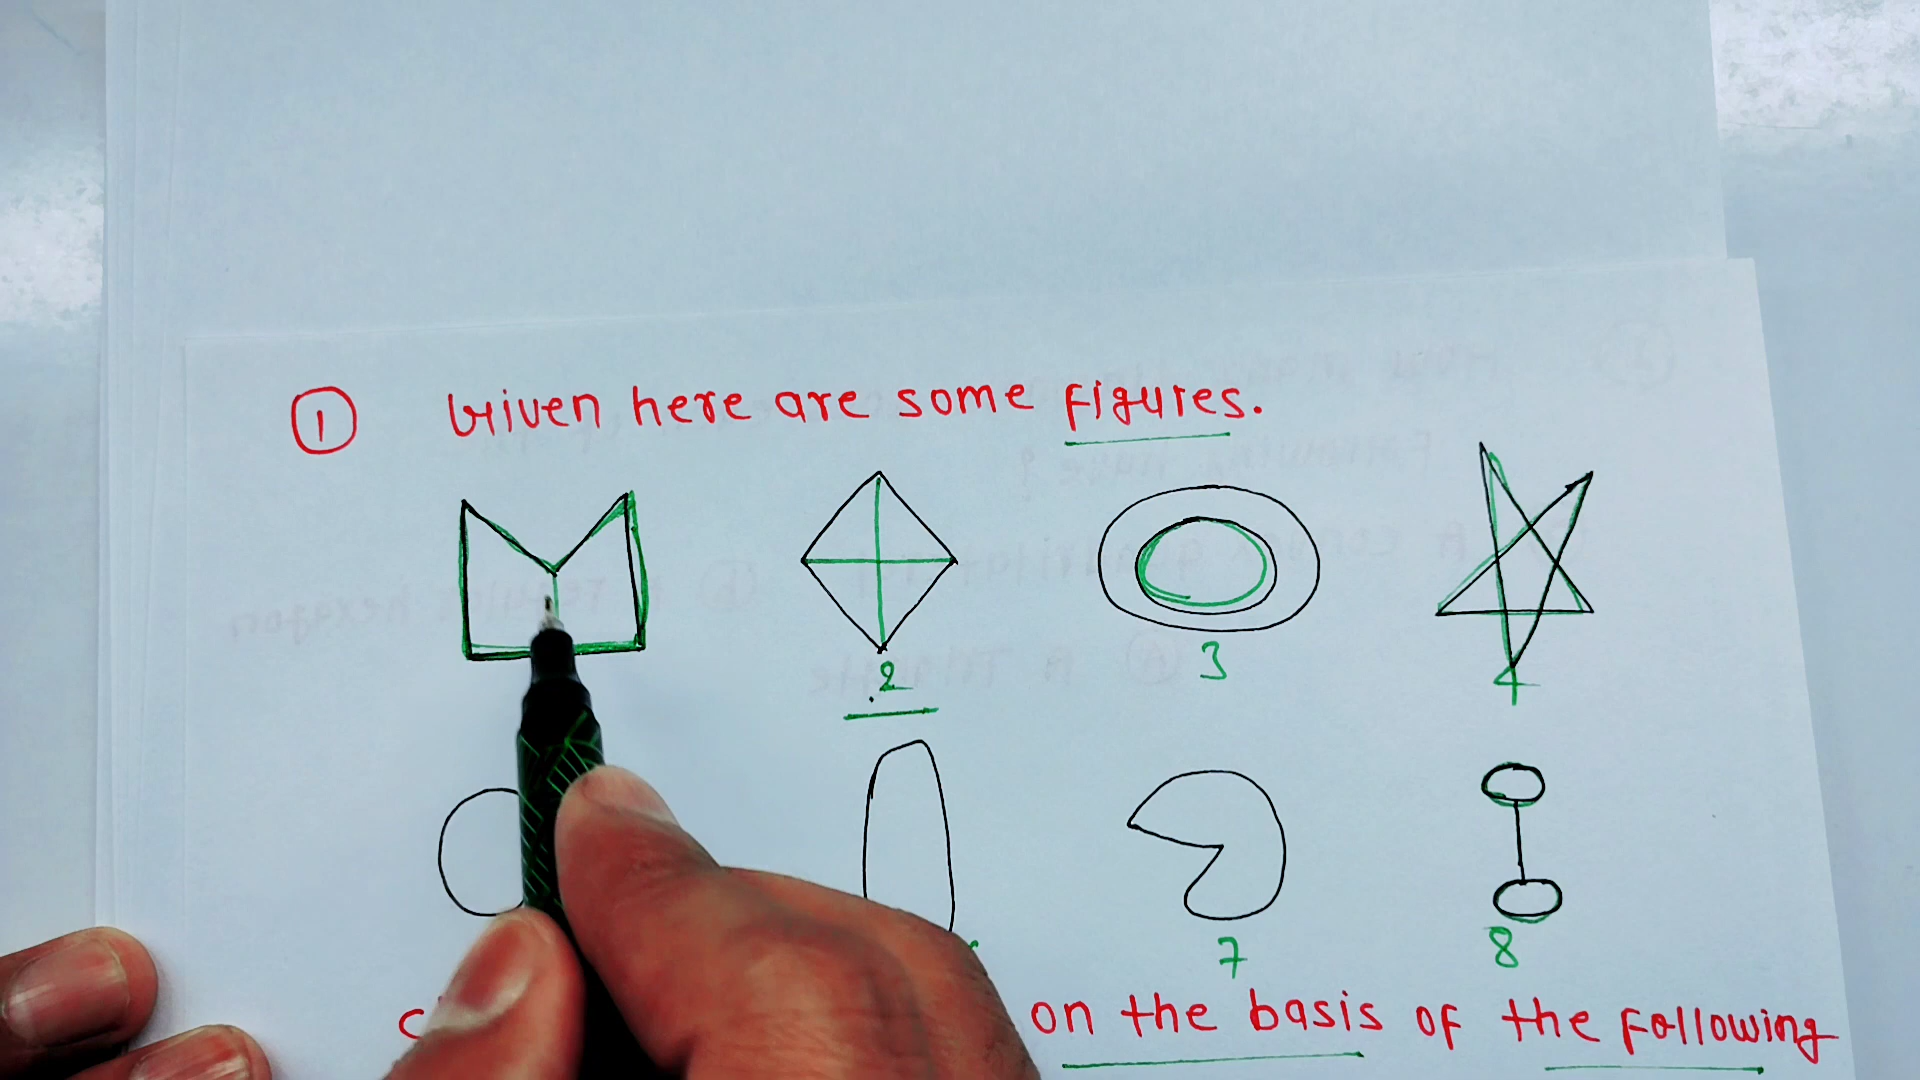 1 Given here are some figures.
2 3 4
7 8
on the basis of the following